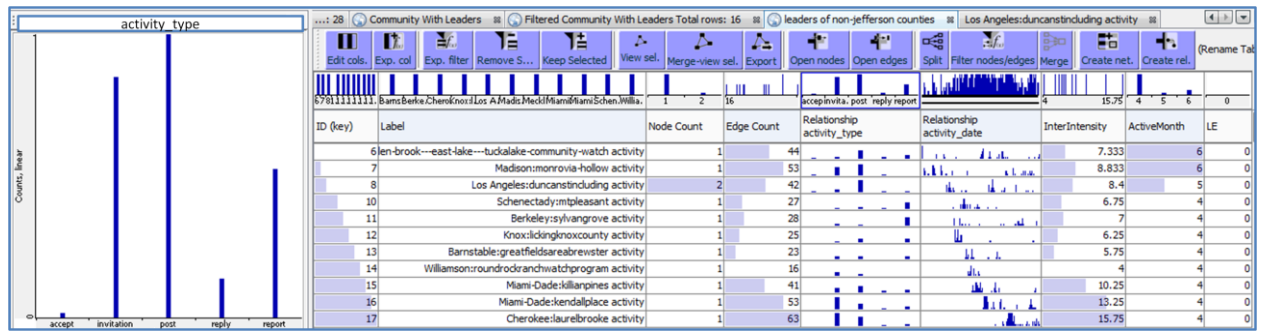 activity_type
Counts, linear
0
accept invitation post reply report
...: 28 Community With Leaders Filtered Community With Leaders Total rows: 16 leaders of non-jefferson counties Los Angeles:duncanstincluding activity
Edit cols. Exp. col Exp. filter Remove S... Keep Selected View sel. Merge-view sel. Export Open nodes Open edges Split Filter nodes/edges Merge Create net. Create rel. (Rename Tab
1 2 16 post reply report 4 15.75 4 5 6 0
ID (key) Label Node Count Edge Count Relationship activity_type Relationship activity_date InterIntensity ActiveMonth LE
6 len-brook---east-lake---tuckalake-community-watch activity 1 44 7.333 6 0
7 Madison:monrovia-hollow activity 1 53 8.833 6 0
8 Los Angeles:duncanstincluding activity 2 42 8.4 5 0
10 Schenectady:mtpleasant activity 1 27 6.75 4 0
11 Berkeley:sylvangrove activity 1 28 7 4 0
12 Knox:lickingknoxcounty activity 1 25 6.25 4 0
13 Barnstable:greatfieldsareabrewster activity 1 23 5.75 4 0
14 Williamson:roundrockranchwatchprogram activity 1 16 4 4 0
15 Miami-Dade:killianpines activity 1 41 10.25 4 0
16 Miami-Dade:kendallplace activity 1 53 13.25 4 0
17 Cherokee:laurelbrooke activity 1 63 15.75 4 0